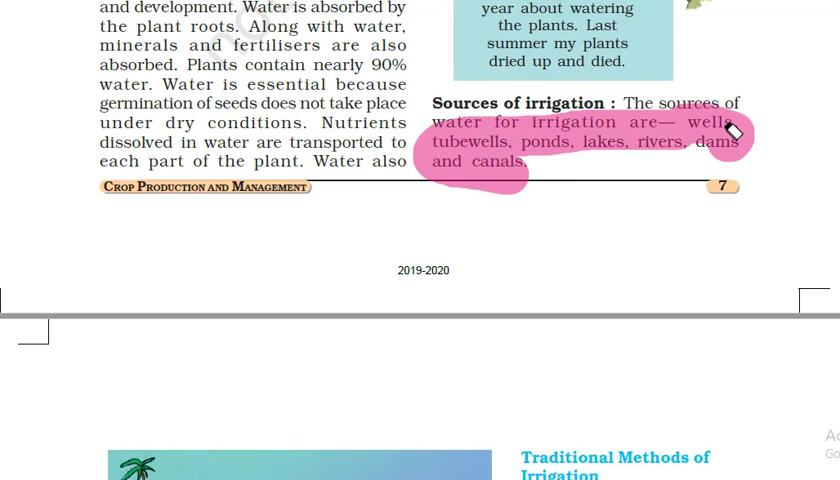 and development. Water is absorbed by
the plant roots. Along with water,
minerals and fertilisers are also
absorbed. Plants contain nearly 90%
water. Water is essential because
germination of seeds does not take place
under dry conditions. Nutrients
dissolved in water are transported to
each part of the plant. Water also
year about watering
the plants. Last
summer my plants
dried up and died.
Sources of irrigation : The sources of
water for irrigation are— wells,
tubewells, ponds, lakes, rivers, dams
and canals.
CROP PRODUCTION AND MANAGEMENT
7
2019-2020
Traditional Methods of
Irrigation